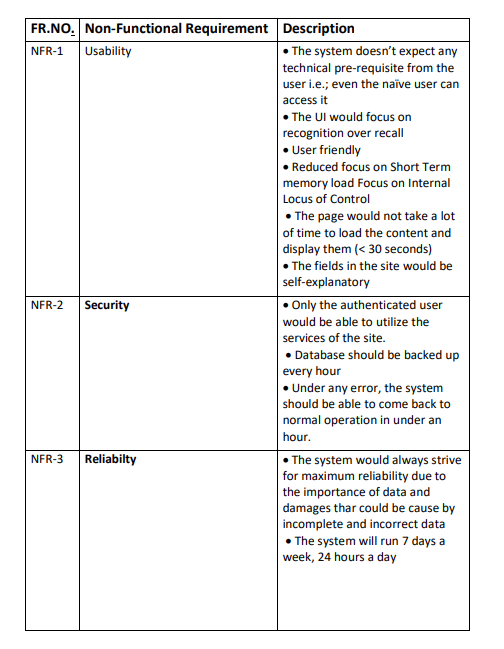 FR.NO. Non-Functional Requirement Description
NFR-1 Usability • The system doesn't expect any
technical pre-requisite from the
user i.e.; even the naïve user can
access it
• The UI would focus on
recognition over recall
• User friendly
• Reduced focus on Short Term
memory load Focus on Internal
Locus of Control
• The page would not take a lot
of time to load the content and
display them (< 30 seconds)
• The fields in the site would be
self-explanatory
NFR-2 Security • Only the authenticated user
would be able to utilize the
services of the site.
• Database should be backed up
every hour
• Under any error, the system
should be able to come back to
normal operation in under an
hour.
NFR-3 Reliabilty • The system would always strive
for maximum reliability due to
the importance of data and
damages thar could be cause by
incomplete and incorrect data
• The system will run 7 days a
week, 24 hours a day